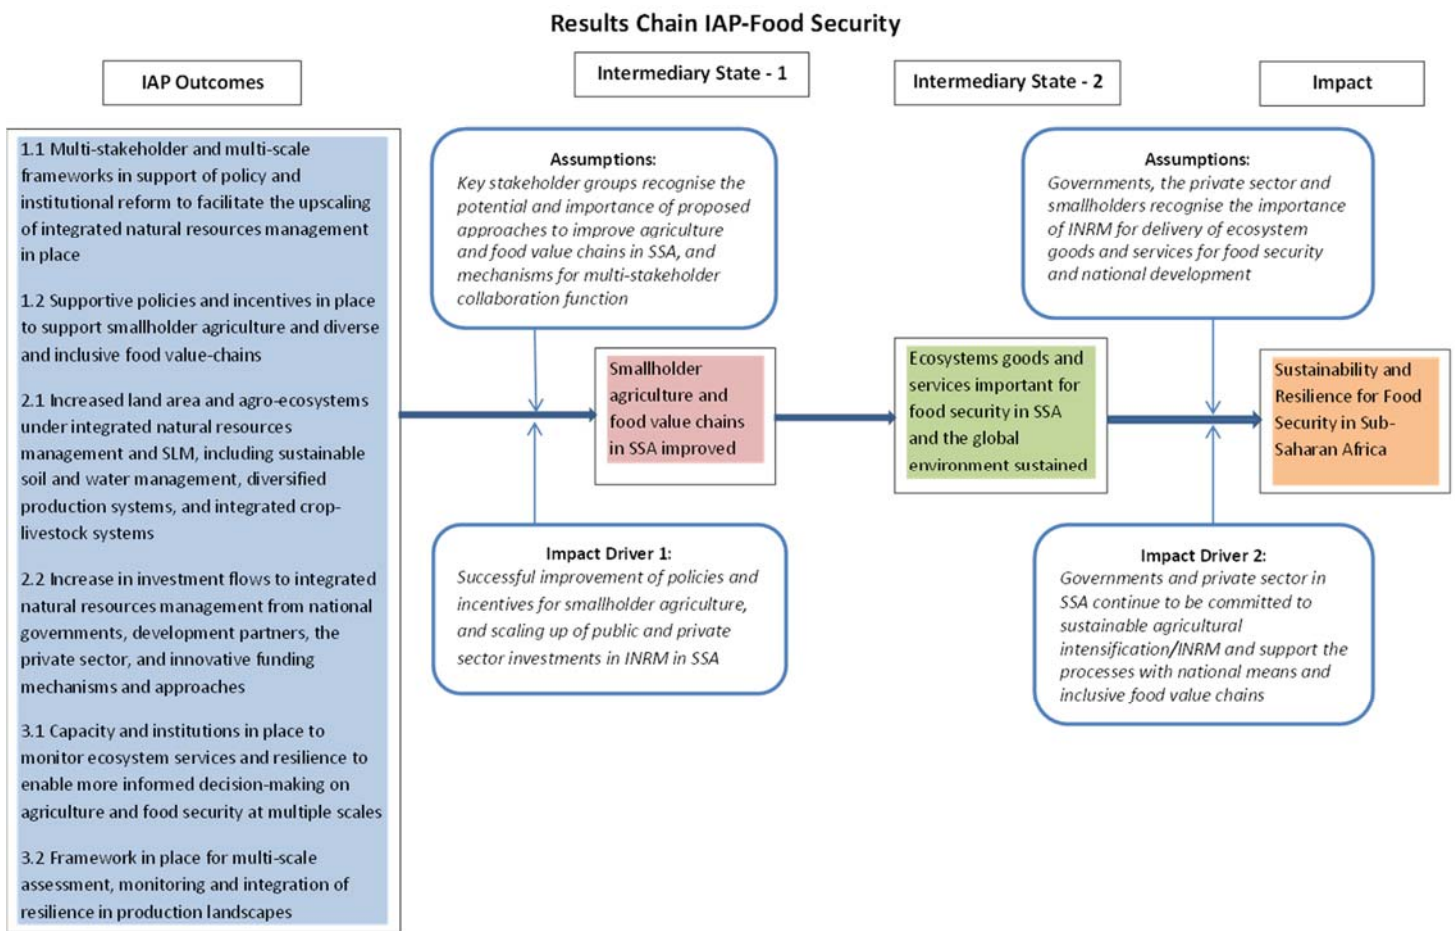 Results Chain IAP-Food Security
IAP Outcomes
Intermediary State - 1
Intermediary State - 2
Impact
1.1 Multi-stakeholder and multi-scale
frameworks in support of policy and
institutional reform to facilitate the upscaling
of integrated natural resources management
in place
1.2 Supportive policies and incentives in place
to support smallholder agriculture and diverse
and inclusive food value-chains
2.1 Increased land area and agro-ecosystems
under integrated natural resources
management and SLM, including sustainable
soil and water management, diversified
production systems, and integrated crop-
livestock systems
2.2 Increase in investment flows to integrated
natural resources management from national
governments, development partners, the
private sector, and innovative funding
mechanisms and approaches
3.1 Capacity and institutions in place to
monitor ecosystem services and resilience to
enable more informed decision-making on
agriculture and food security at multiple scales
3.2 Framework in place for multi-scale
assessment, monitoring and integration of
resilience in production landscapes
Assumptions:
Key stakeholder groups recognise the
potential and importance of proposed
approaches to improve agriculture
and food value chains in SSA, and
mechanisms for multi-stakeholder
collaboration function
Smallholder
agriculture and
food value chains
in SSA improved
Impact Driver 1:
Successful improvement of policies and
incentives for smallholder agriculture,
and scaling up of public and private
sector investments in INRM in SSA
Ecosystems goods and
services important for
food security in SSA
and the global
environment sustained
Assumptions:
Governments, the private sector and
smallholders recognise the importance
of INRM for delivery of ecosystem
goods and services for food security
and national development
Sustainability and
Resilience for Food
Security in Sub-
Saharan Africa
Impact Driver 2:
Governments and private sector in
SSA continue to be committed to
sustainable agricultural
intensification/INRM and support the
processes with national means and
inclusive food value chains